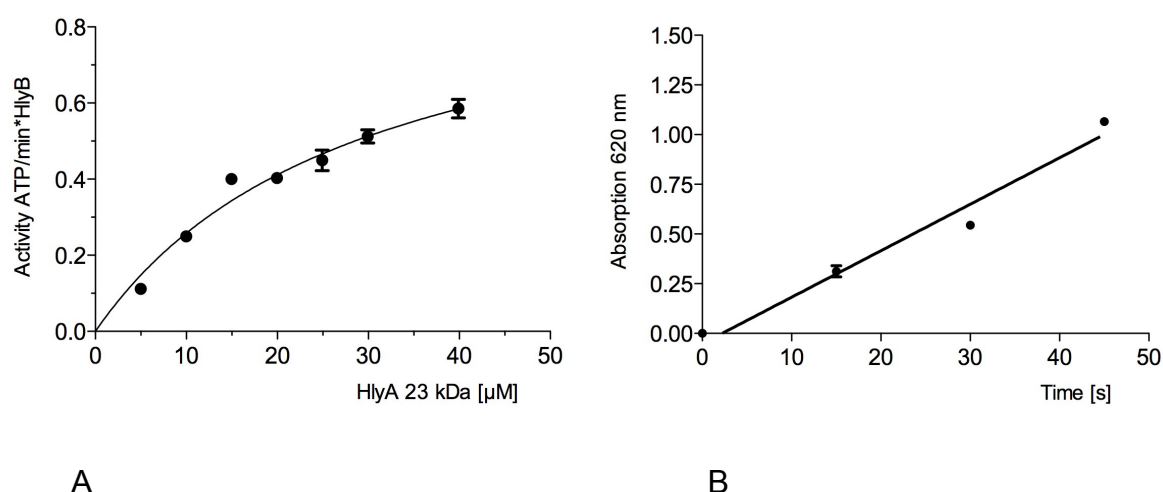 0.8
0.6
0.4
0.2
0.0
0 10 20 30 40 50
Activity ATP/min*HlyB
HlyA 23 kDa [µM]
A
1.50
1.25
1.00
0.75
0.50
0.25
0.00
0 10 20 30 40 50
Absorption 620 nm
Time [s]
B